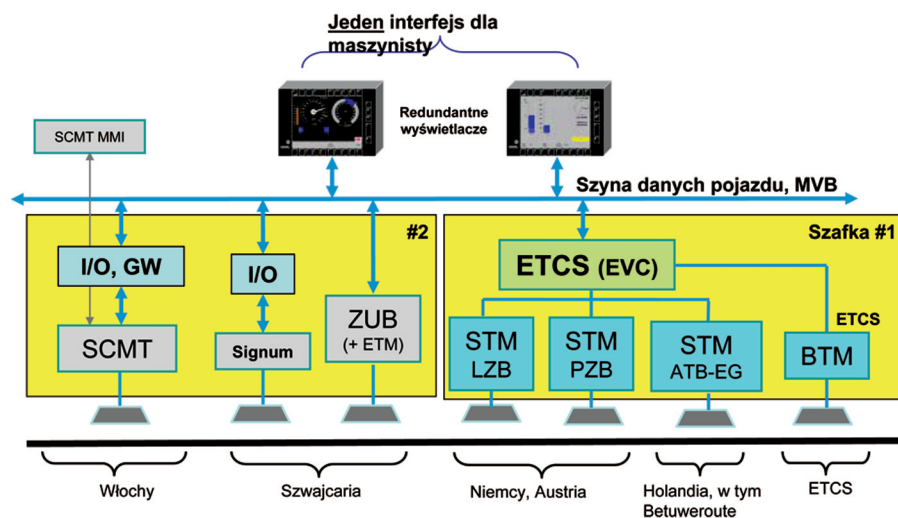 Jeden interfejs dla
maszynisty
Redundantne
wyświetlacze
SCMT MMI
Szyna danych pojazdu, MVB
#2
Szafka #1
I/O, GW
I/O
ETCS (EVC)
ZUB
(+ ETM)
ETCS
SCMT
Signum
STM
LZB
STM
PZB
STM
ATB-EG
BTM
Włochy
Szwajcaria
Niemcy, Austria
Holandia, w tym
Betuweroute
ETCS